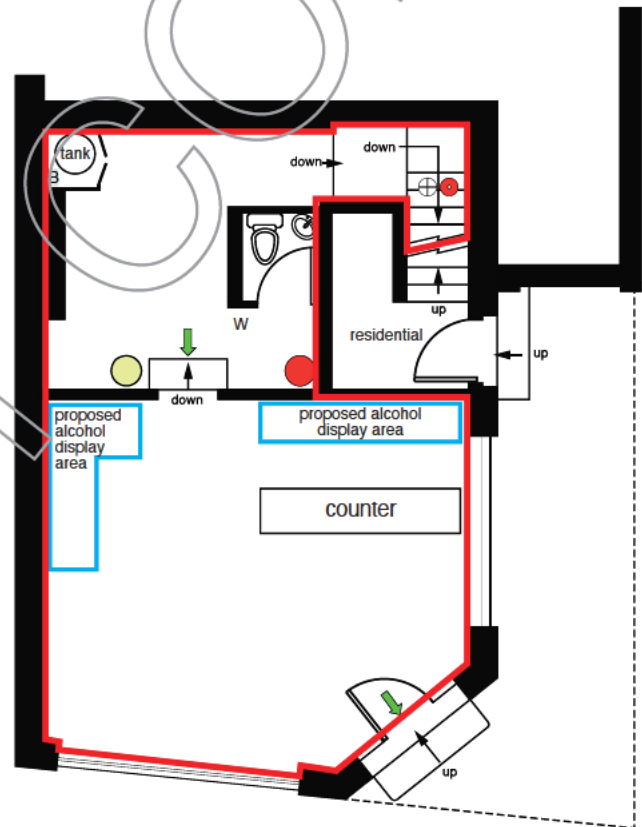 tank
B
down
down
up
residential
W
up
down
proposed
alcohol
display
area
proposed alcohol
display area
counter
up